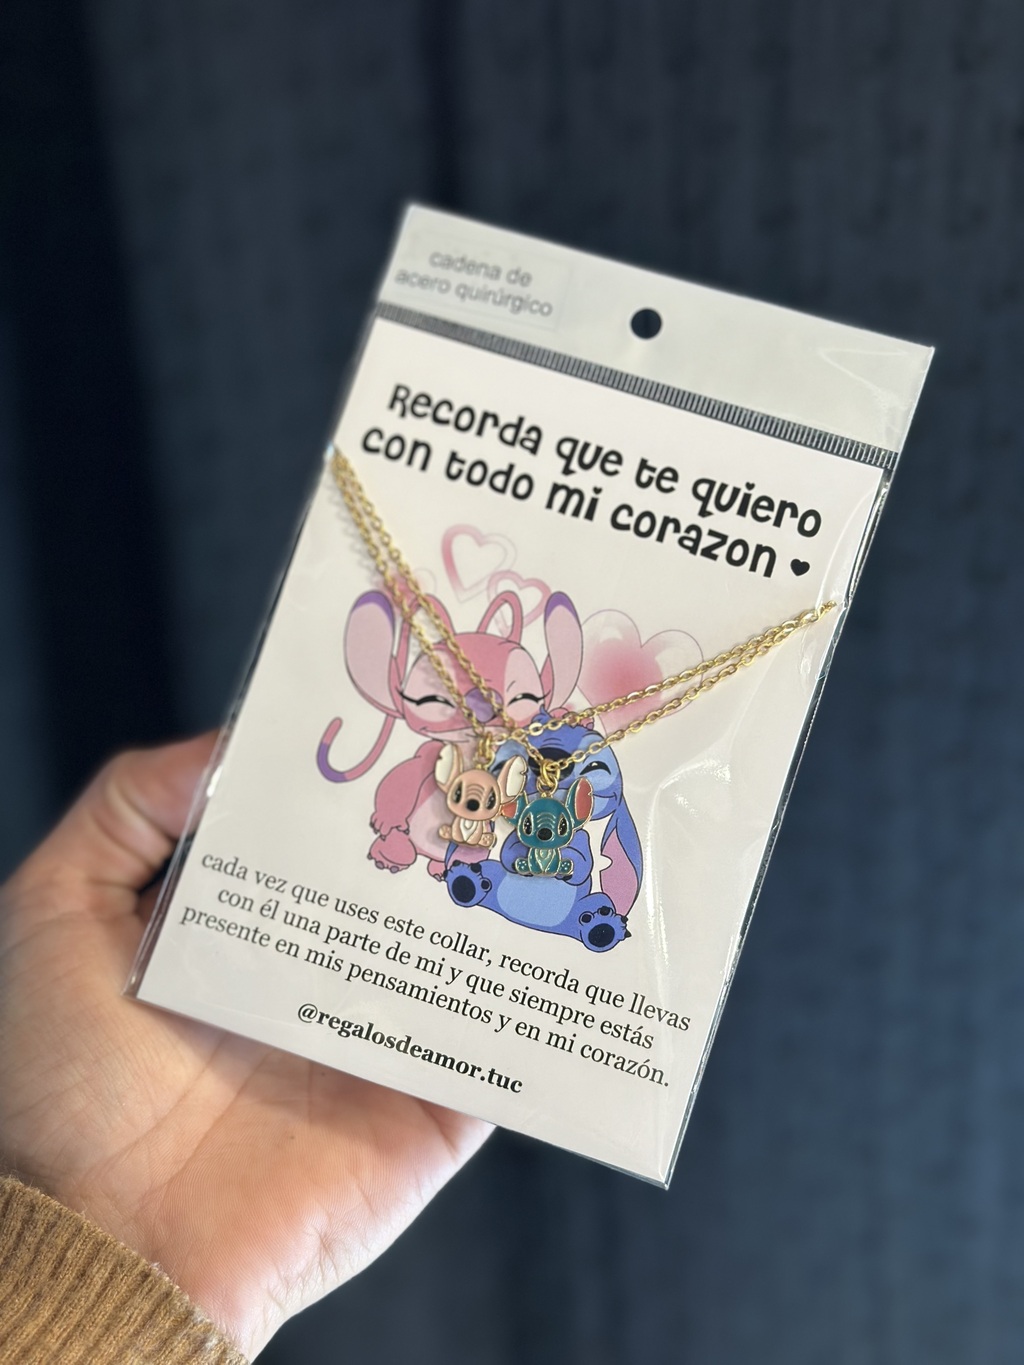 cadena de
acero quirúrgico
Recorda que te quiero
con todo mi corazon ♥
cada vez que uses este collar, recorda que llevas
con él una parte de mi y que siempre estás
presente en mis pensamientos y en mi corazón.
@regalosdeamor.tuc